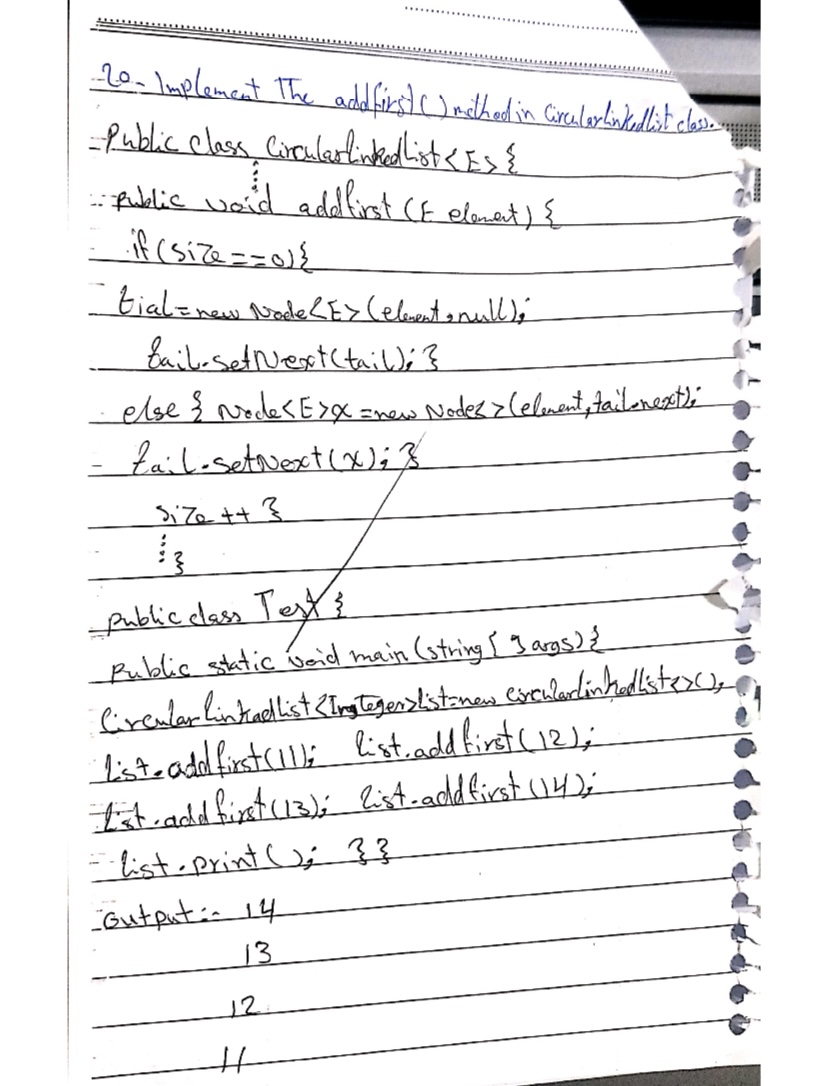 20- Implement The addfirst() method in CircularlinkedList class.
Public class CircularlinkedList<E> {
public void addfirst (E element) {
if (size==0){
tial=new Node<E>(element,null);
tail.setNext(tail);}
else { Node<E>x=new Node<>(element,tail.next);
tail.setNext(x);}
size ++ }
}
public class Test {
Public static void main (string [ ] args){
CircularlinkedList<Integer>list=new circularlinkedlist<>();
list.addfirst(11); list.addfirst(12);
list.addfirst(13); list.addfirst(14);
list.print(); }}
output:- 14
13
12
11